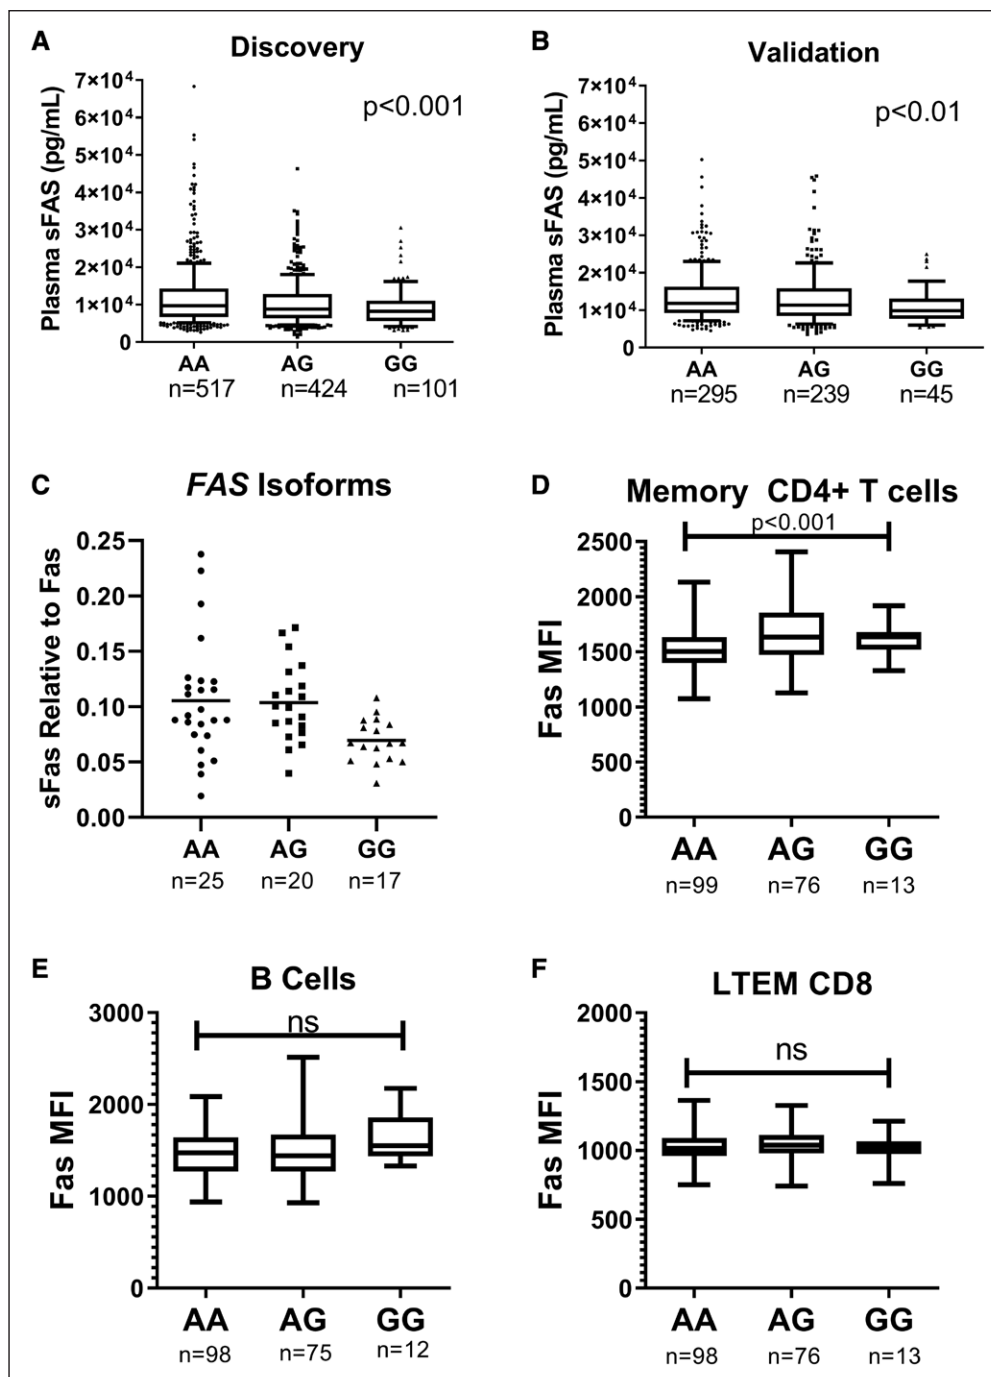 A
Discovery
Plasma sFAS (pg/mL)
7×10⁴
6×10⁴
5×10⁴
4×10⁴
3×10⁴
2×10⁴
1×10⁴
0
p<0.001
AA
AG
GG
n=517
n=424
n=101
B
Validation
Plasma sFAS (pg/mL)
7×10⁴
6×10⁴
5×10⁴
4×10⁴
3×10⁴
2×10⁴
1×10⁴
0
p<0.01
AA
AG
GG
n=295
n=239
n=45
C
FAS Isoforms
sFas Relative to Fas
0.25
0.20
0.15
0.10
0.05
0.00
AA
AG
GG
n=25
n=20
n=17
D
Memory CD4+ T cells
p<0.001
Fas MFI
2500
2000
1500
1000
500
0
AA
AG
GG
n=99
n=76
n=13
E
B Cells
ns
Fas MFI
3000
2000
1000
0
AA
AG
GG
n=98
n=75
n=12
F
LTEM CD8
ns
Fas MFI
2000
1500
1000
500
0
AA
AG
GG
n=98
n=76
n=13